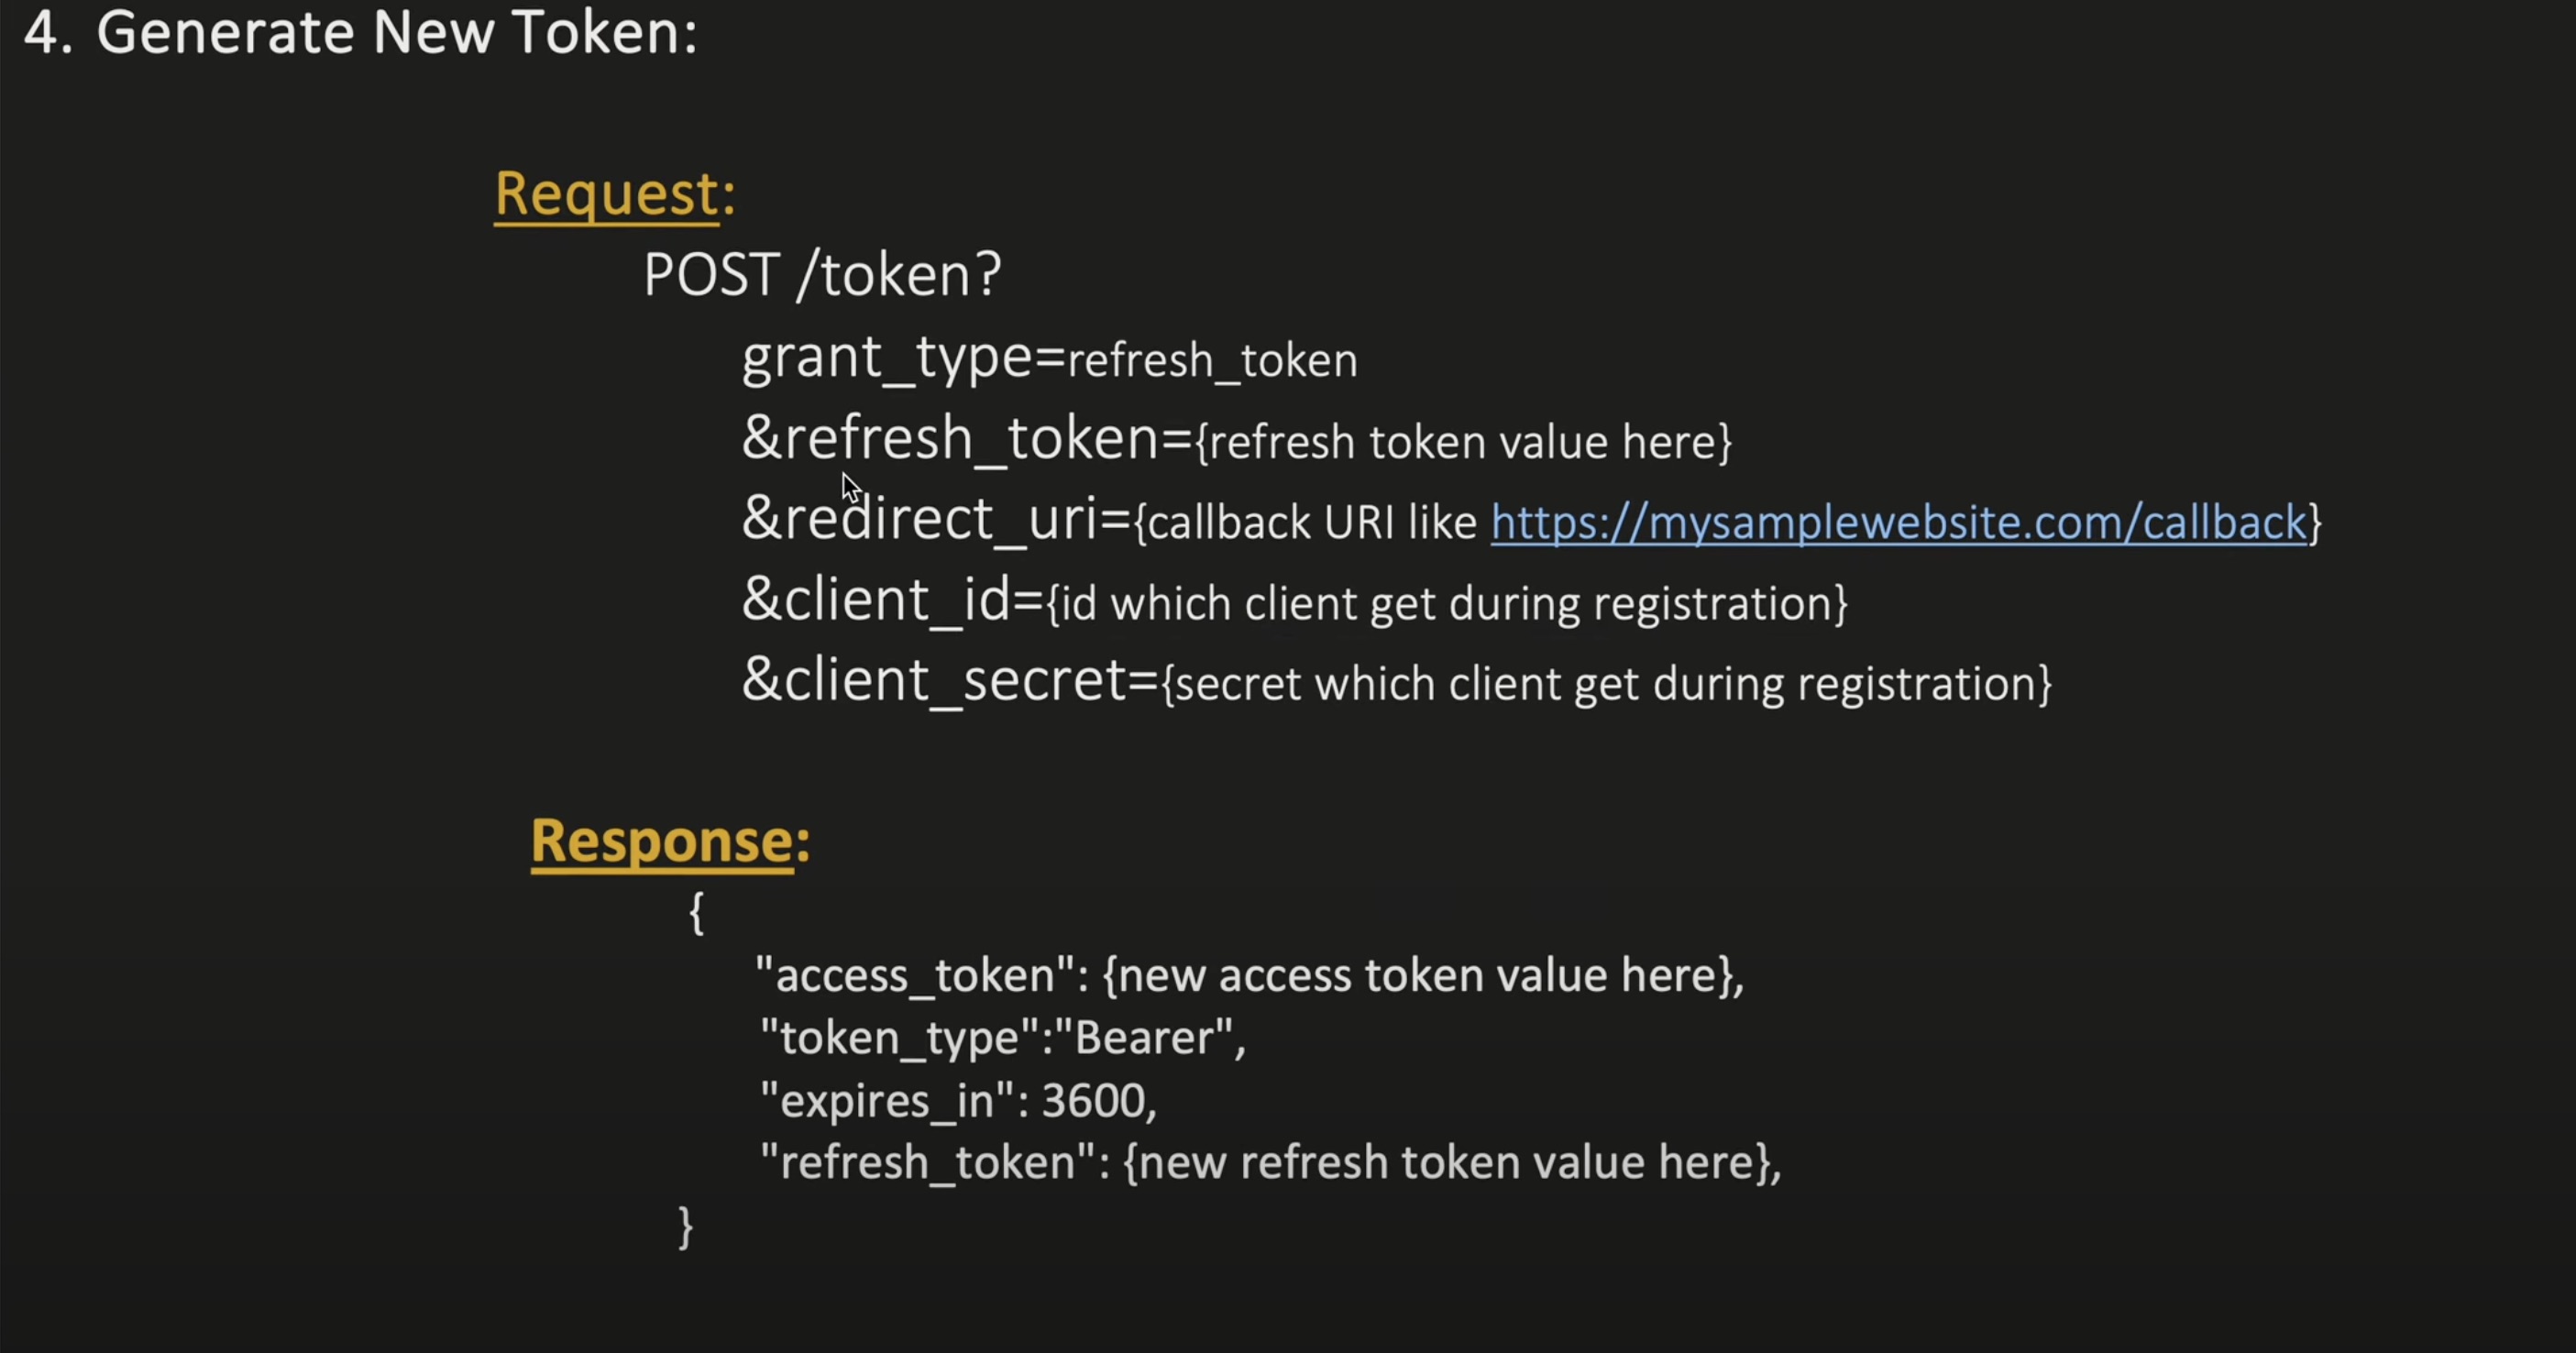 4. Generate New Token:
Request:
POST /token?
grant_type=refresh_token
&refresh_token={refresh token value here}
&redirect_uri={callback URI like https://mysamplewebsite.com/callback}
&client_id={id which client get during registration}
&client_secret={secret which client get during registration}
Response:
{
"access_token": {new access token value here},
"token_type":"Bearer",
"expires_in": 3600,
"refresh_token": {new refresh token value here},
}